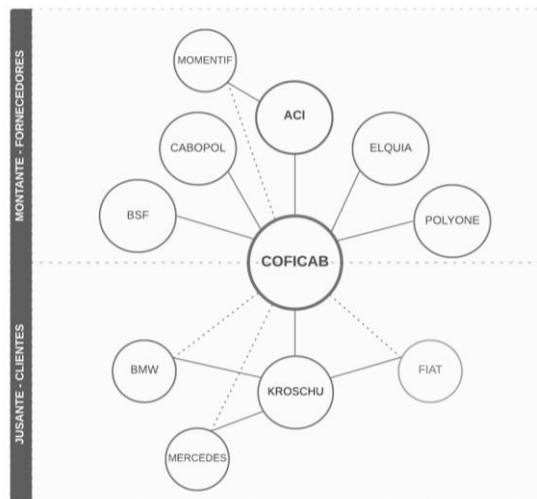 MONTANTE - FORNECEDORES
MOMENTIF
ACI
CABOPOL
ELQUIA
BSF
POLYONE
COFICAB
JUSANTE - CLIENTES
BMW
FIAT
KROSCHU
MERCEDES